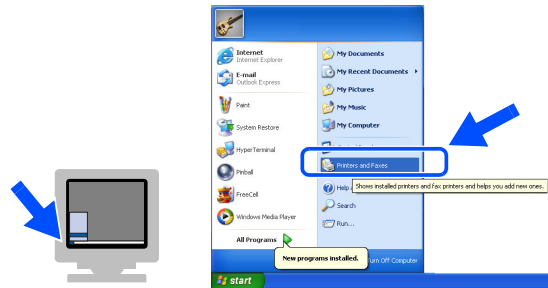 Internet
Internet Explorer
E-mail
Outlook Express
Paint
System Restore
HyperTerminal
Pinball
FreeCell
Windows Media Player
All Programs
My Documents
My Recent Documents
My Pictures
My Music
My Computer
Printers and Faxes
Shows installed printers and fax printers and helps you add new ones.
Help
Search
Run...
New programs installed.
Turn Off Computer
start